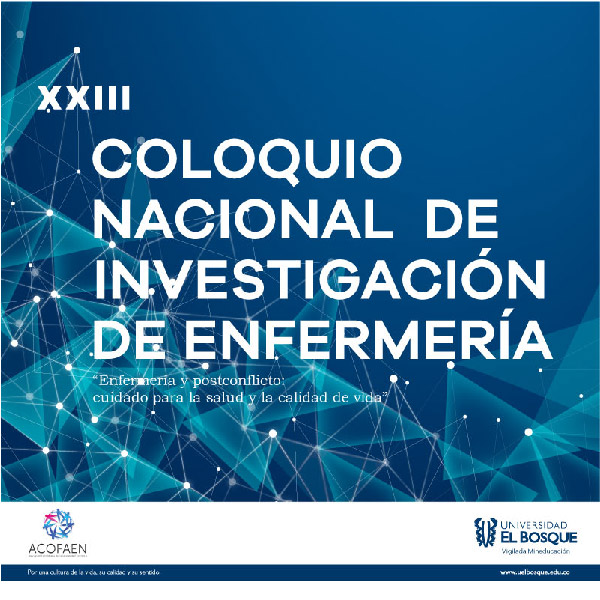 XXIII
COLOQUIO
NACIONAL DE
INVESTIGACIÓN
DE ENFERMERÍA
“Enfermería y postconflicto:
cuidado para la salud y la calidad de vida”
ACOFAEN
UNIVERSIDAD
EL BOSQUE
Vigilada Mineducación
Por una cultura de la vida, su calidad y su sentido
www.uelbosque.edu.co